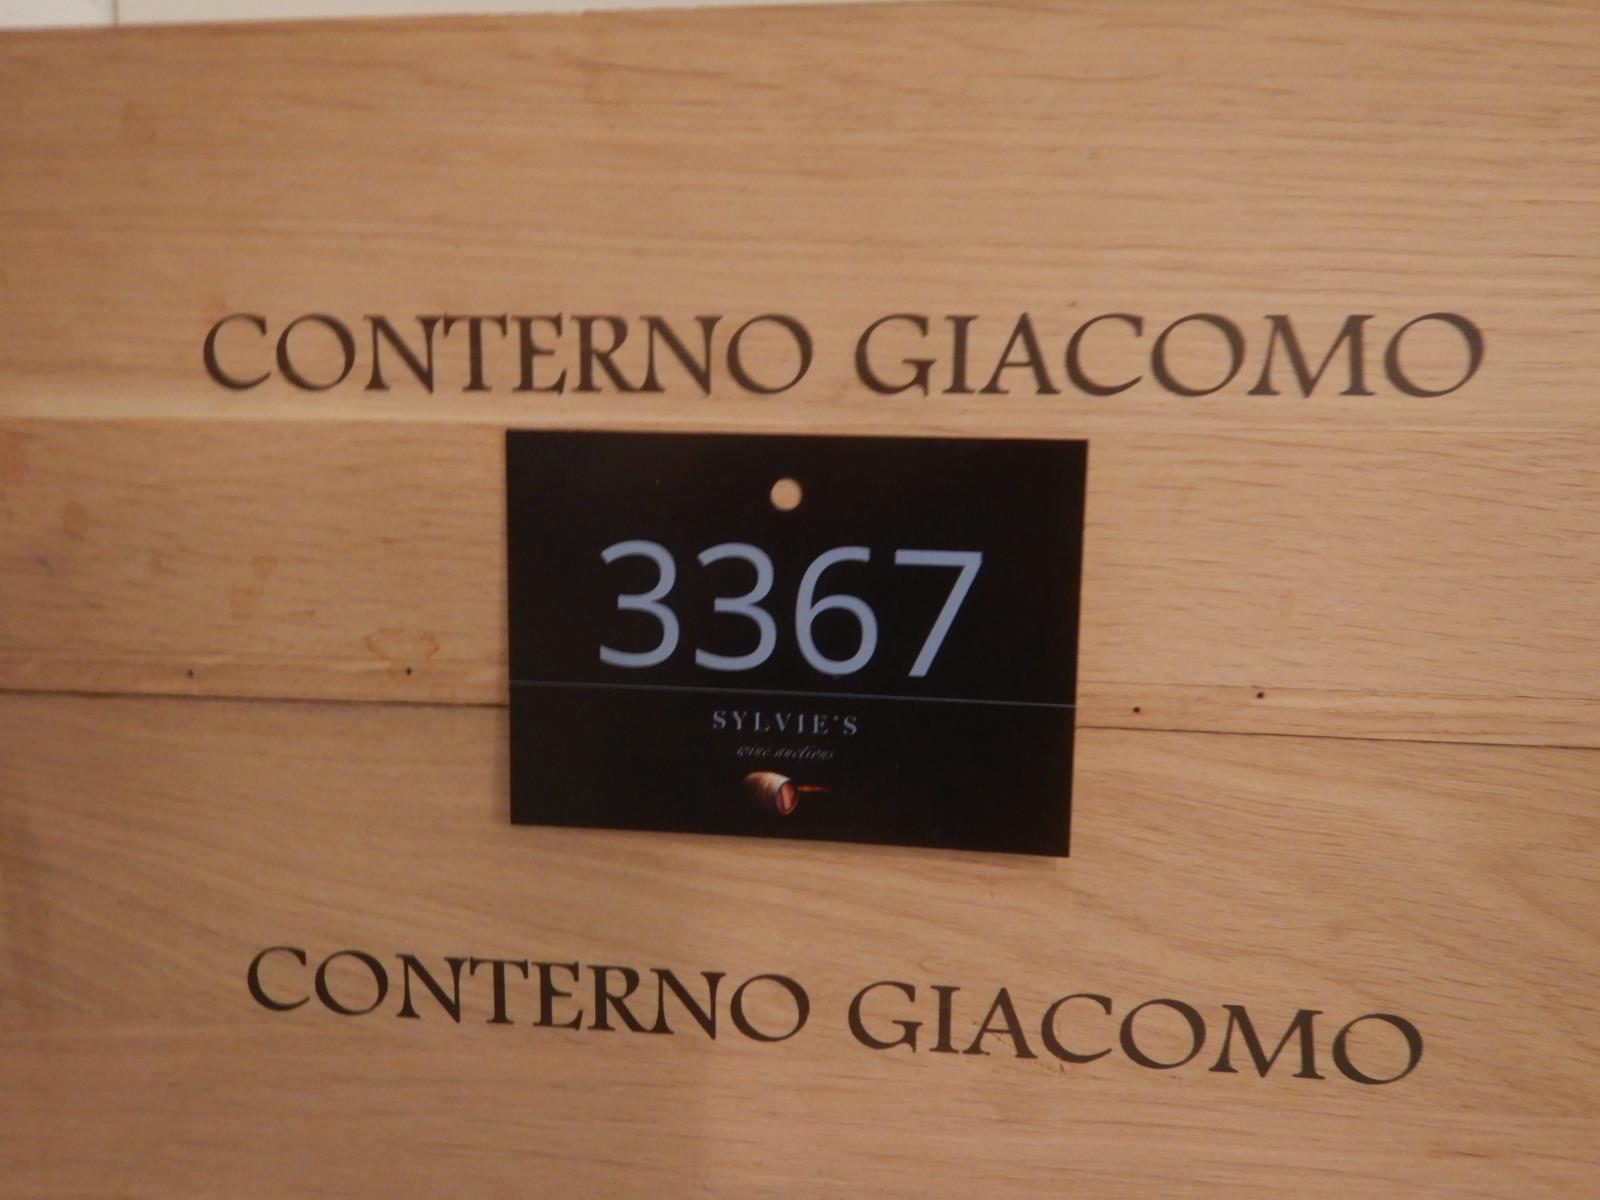 CONTERNO GIACOMO
3367
SYLVIE'S
wine auctions
CONTERNO GIACOMO